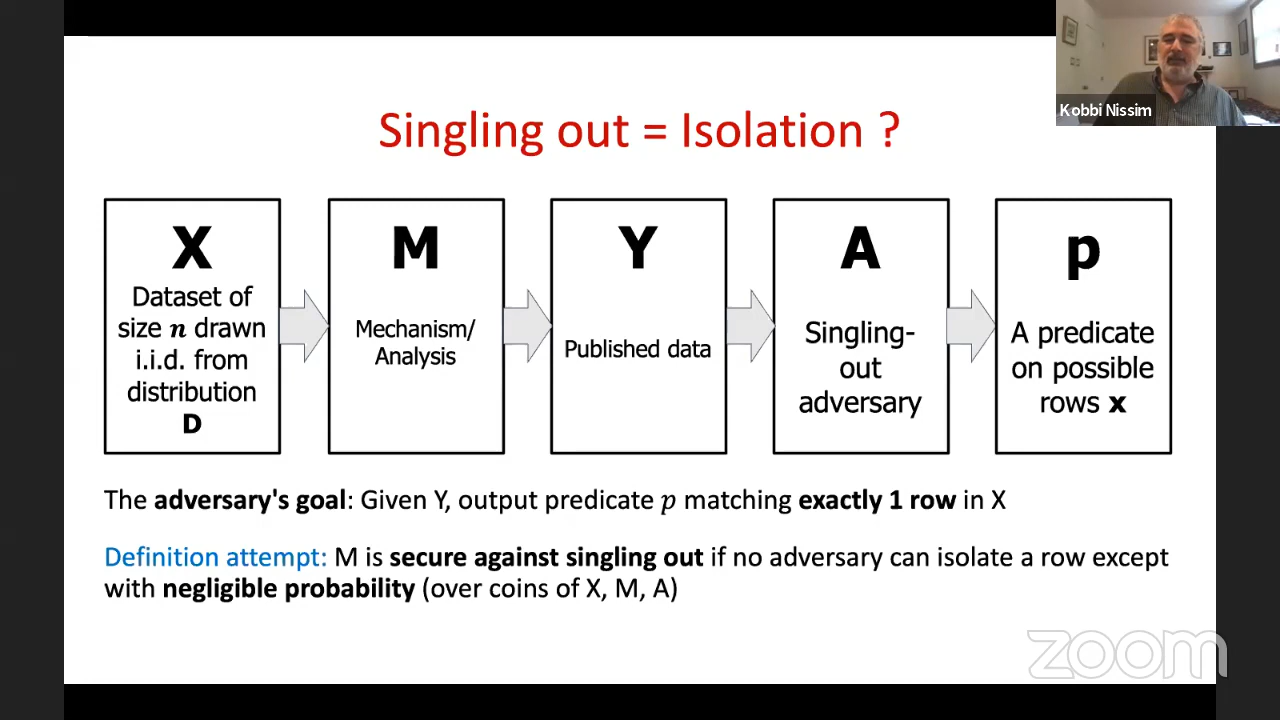 Kobbi Nissim
Singling out = Isolation ?
X
Dataset of
size n drawn
i.i.d. from
distribution
D
M
Mechanism/
Analysis
Y
Published data
A
Singling-
out
adversary
p
A predicate
on possible
rows x
The adversary's goal: Given Y, output predicate p matching exactly 1 row in X
Definition attempt: M is secure against singling out if no adversary can isolate a row except
with negligible probability (over coins of X, M, A)
zoom